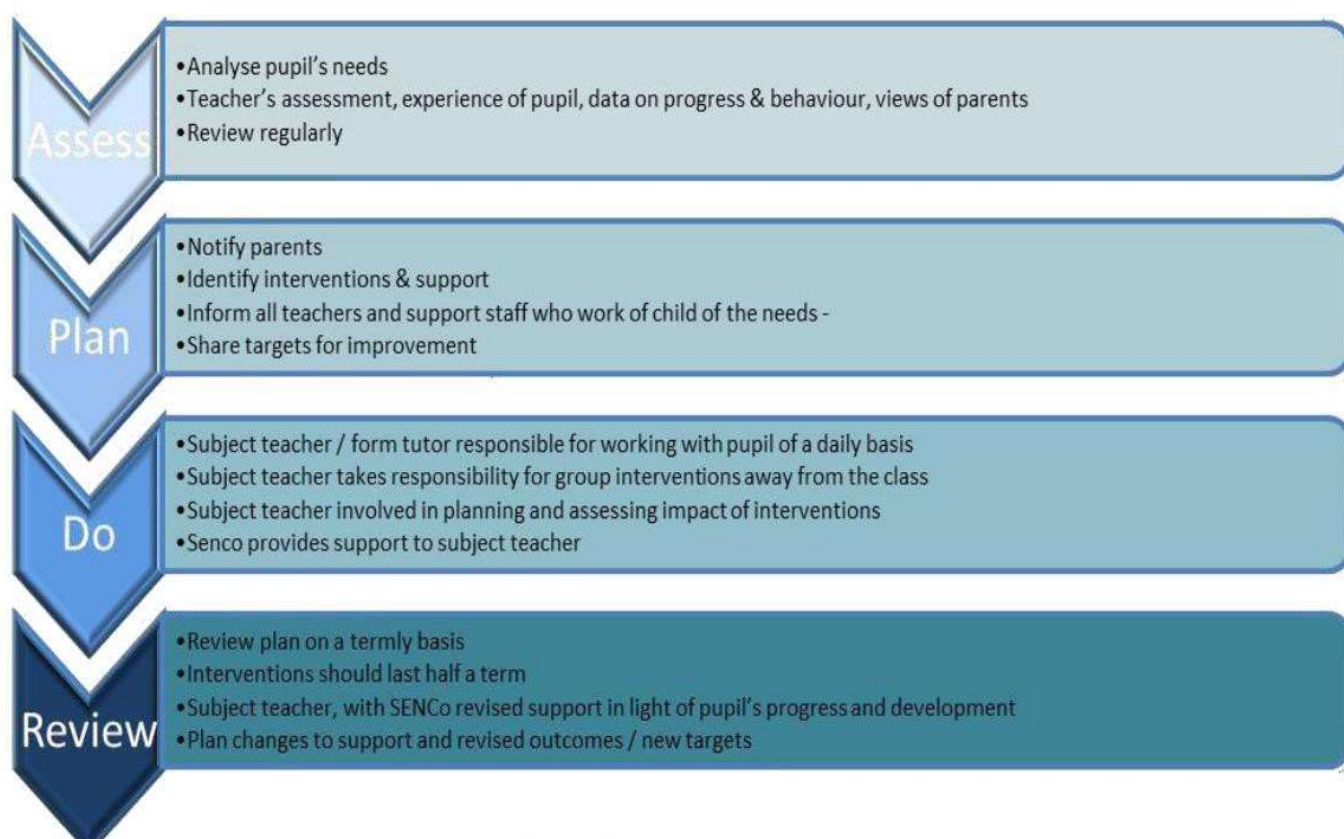 Assess
•Analyse pupil's needs
•Teacher's assessment, experience of pupil, data on progress & behaviour, views of parents
•Review regularly
Plan
•Notify parents
•Identify interventions & support
•Inform all teachers and support staff who work of child of the needs -
•Share targets for improvement
Do
•Subject teacher / form tutor responsible for working with pupil of a daily basis
•Subject teacher takes responsibility for group interventions away from the class
•Subject teacher involved in planning and assessing impact of interventions
•Senco provides support to subject teacher
Review
•Review plan on a termly basis
•Interventions should last half a term
•Subject teacher, with SENCo revised support in light of pupil's progress and development
•Plan changes to support and revised outcomes / new targets